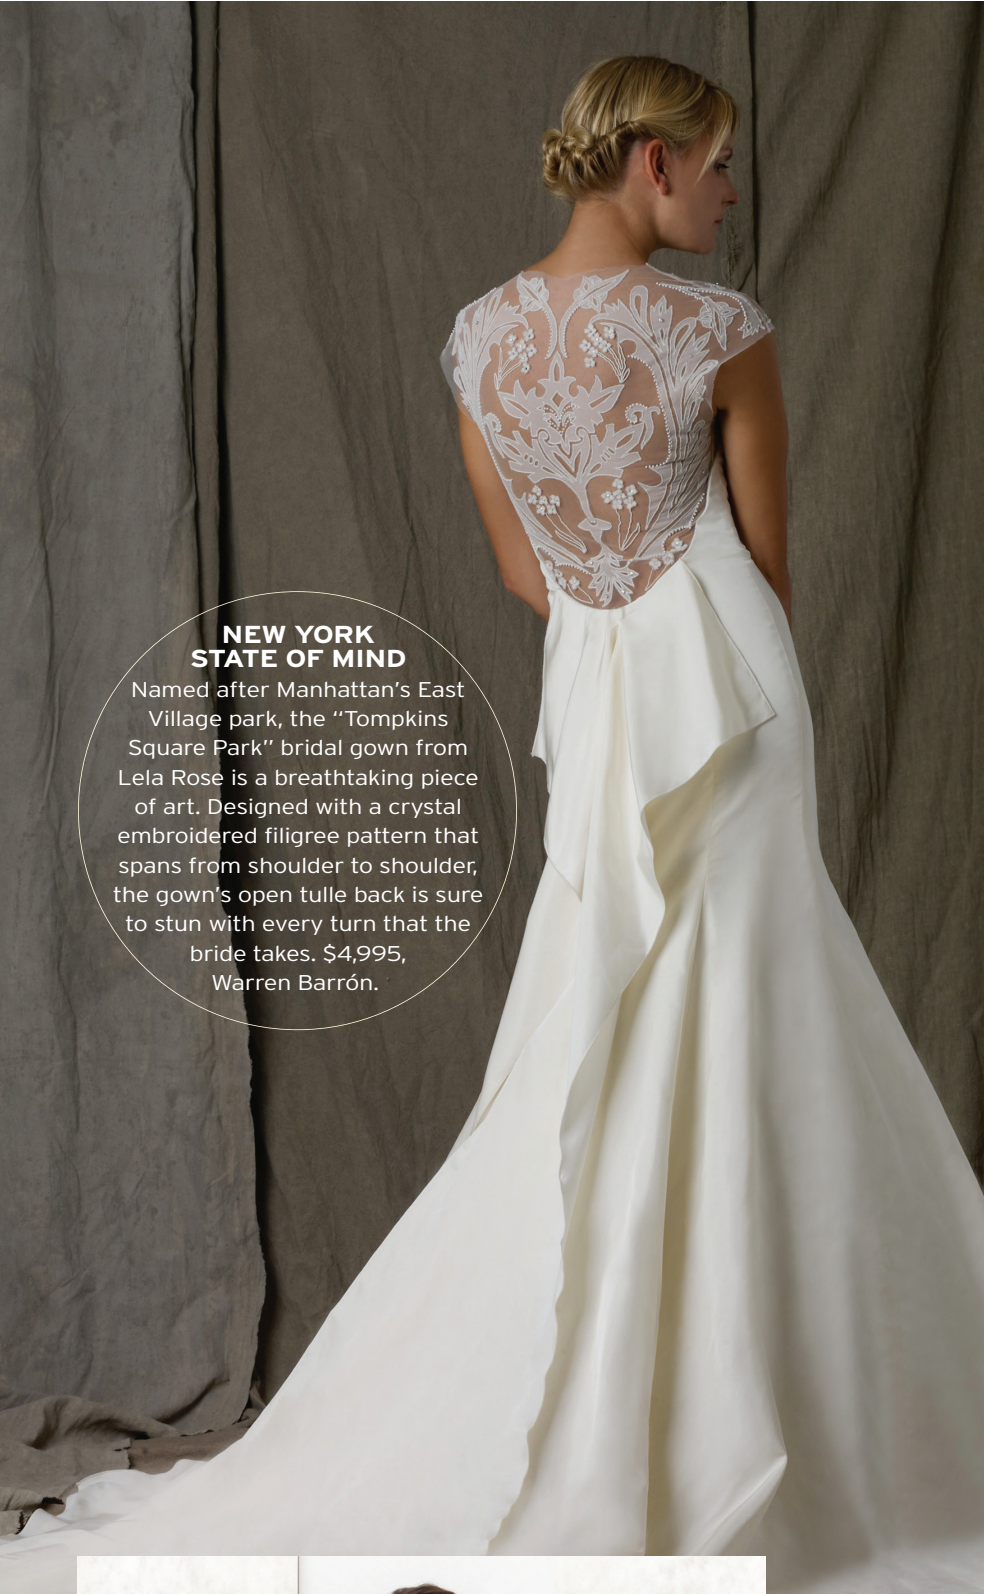 NEW YORK
STATE OF MIND
Named after Manhattan’s East
Village park, the “Tompkins
Square Park” bridal gown from
Lela Rose is a breathtaking piece
of art. Designed with a crystal
embroidered filigree pattern that
spans from shoulder to shoulder,
the gown’s open tulle back is sure
to stun with every turn that the
bride takes. $4,995,
Warren Barrón.